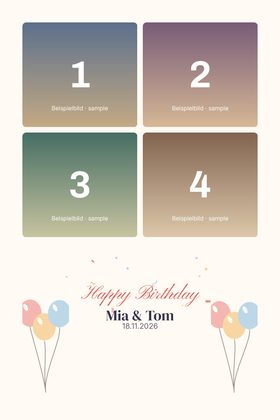 1
2
Beispielbild - sample
Beispielbild - sample
3
4
Beispielbild - sample
Beispielbild - sample
Happy Birthday
Mia & Tom
18.11.2026